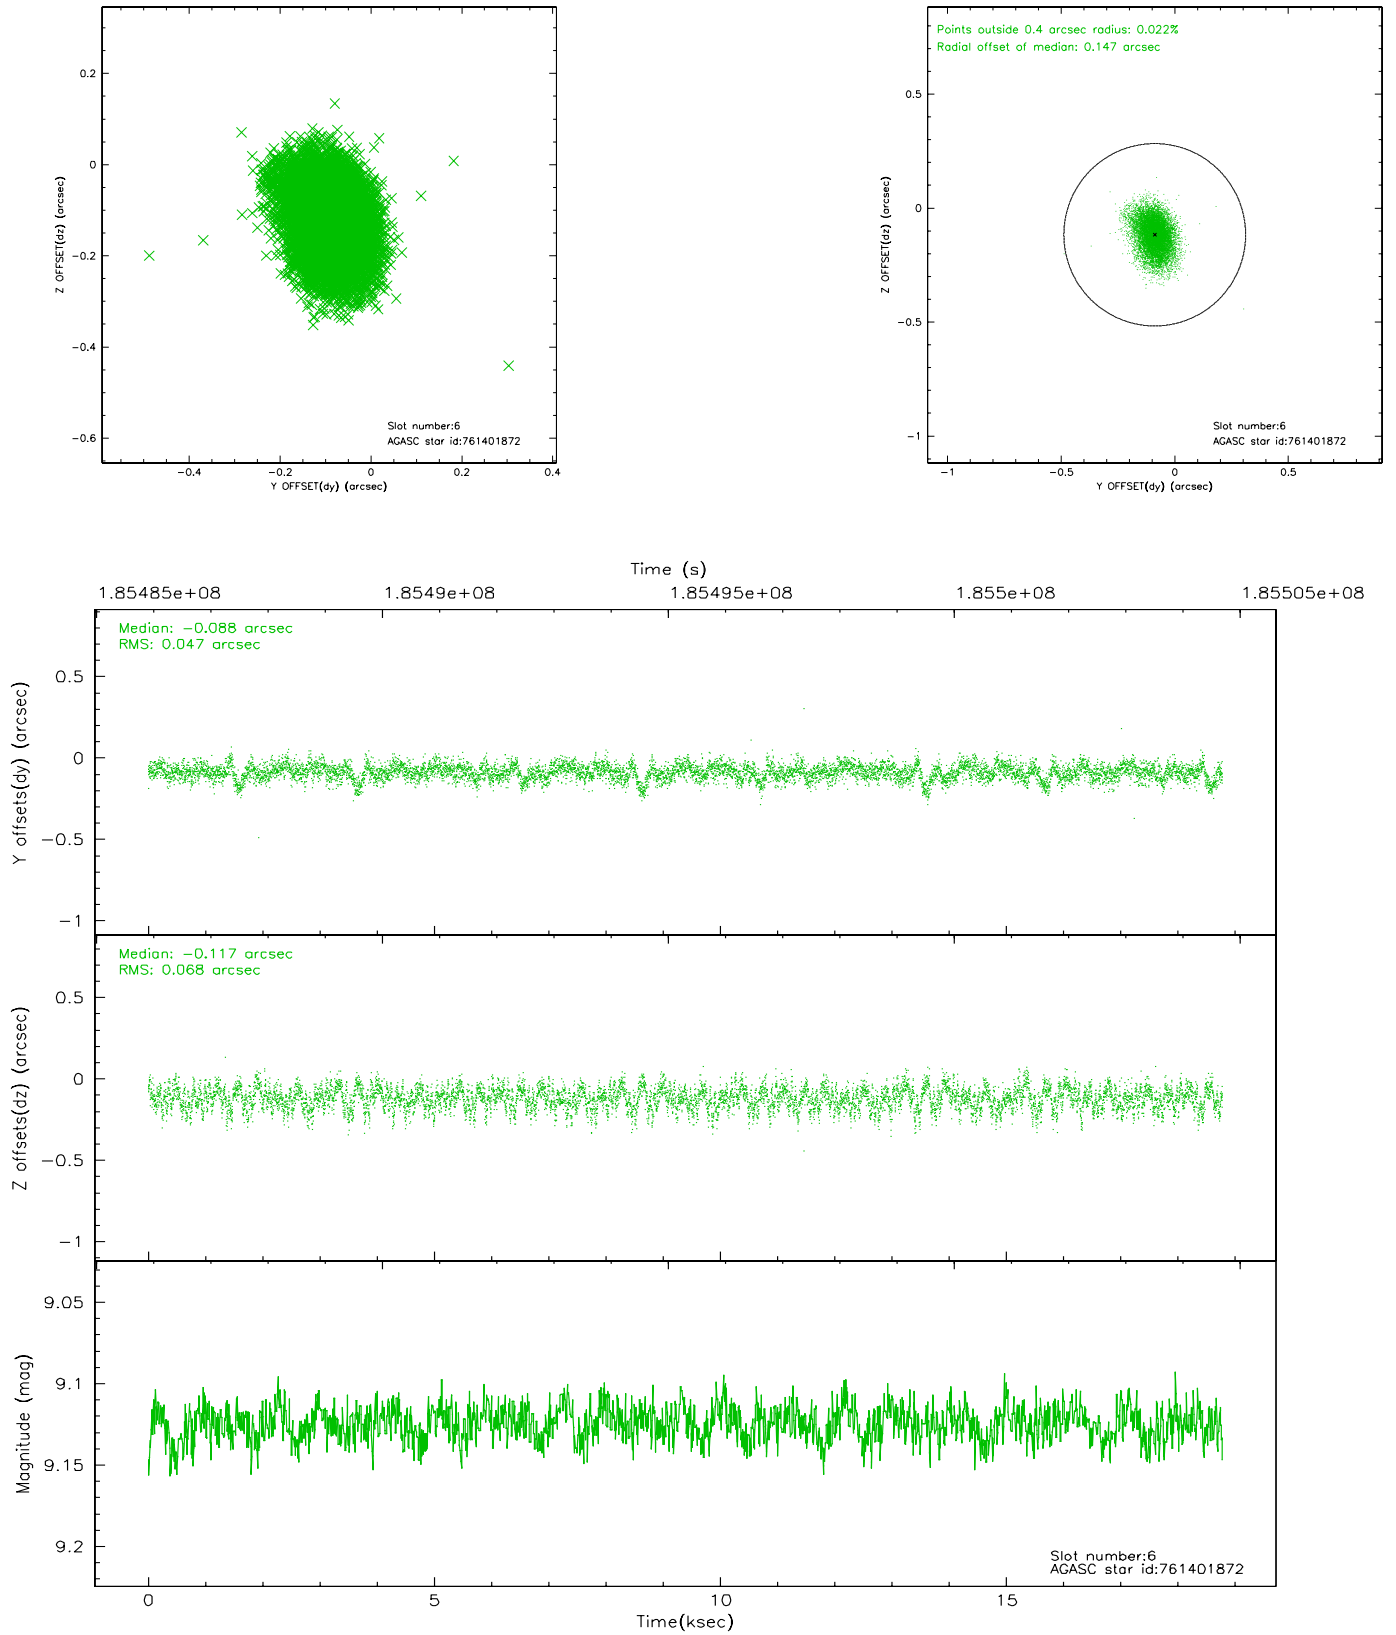 0.2
0
−0.2
−0.4
−0.6
Z OFFSET(dz) (arcsec)
Slot number:6
AGASC star id:761401872
−0.4
−0.2
0
0.2
0.4
Y OFFSET(dy) (arcsec)
Points outside 0.4 arcsec radius: 0.022%
Radial offset of median: 0.147 arcsec
0.5
0
−0.5
−1
Z OFFSET(dz) (arcsec)
Slot number:6
AGASC star id:761401872
−1
−0.5
0
0.5
Y OFFSET(dy) (arcsec)
Time (s)
1.85485e+08
1.8549e+08
1.85495e+08
1.855e+08
1.85505e+08
Median: −0.088 arcsec
RMS: 0.047 arcsec
0.5
0
−0.5
−1
Y offsets(dy) (arcsec)
Median: −0.117 arcsec
RMS: 0.068 arcsec
0.5
0
−0.5
−1
Z offsets(dz) (arcsec)
9.05
9.1
9.15
9.2
Magnitude (mag)
Slot number:6
AGASC star id:761401872
0
5
10
15
Time(ksec)